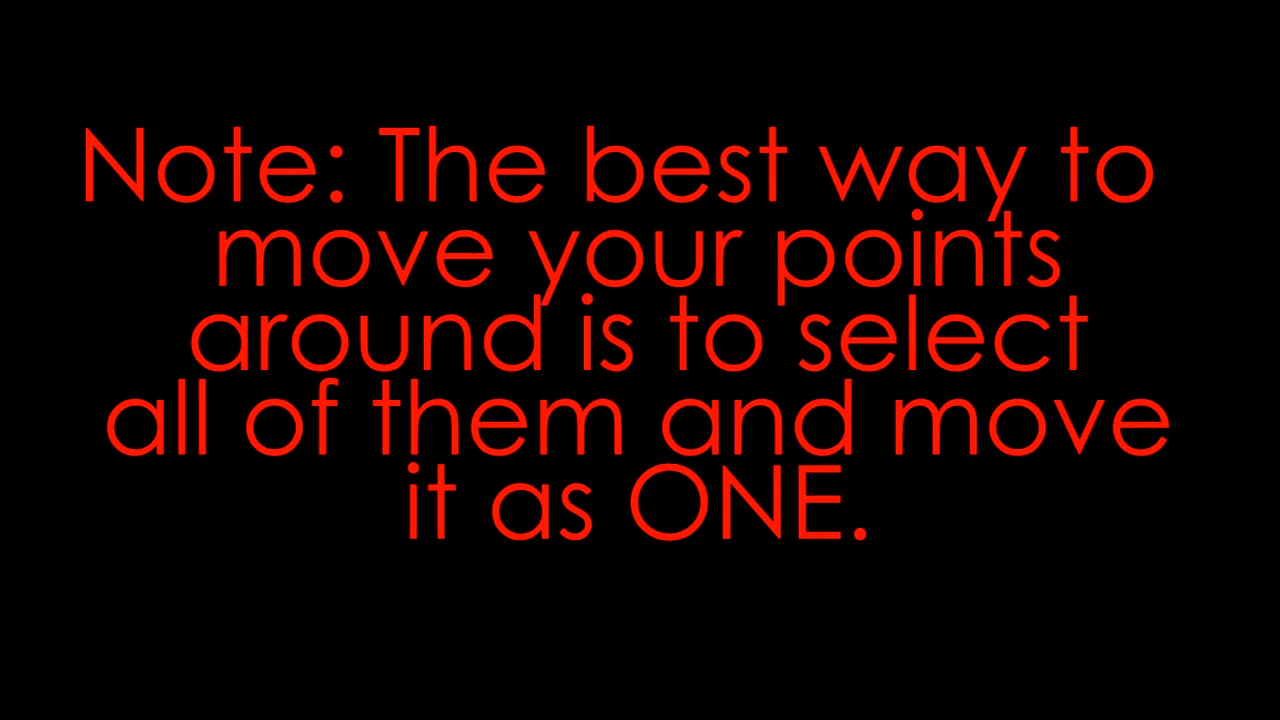 Note: The best way to
move your points
around is to select
all of them and move
it as ONE.